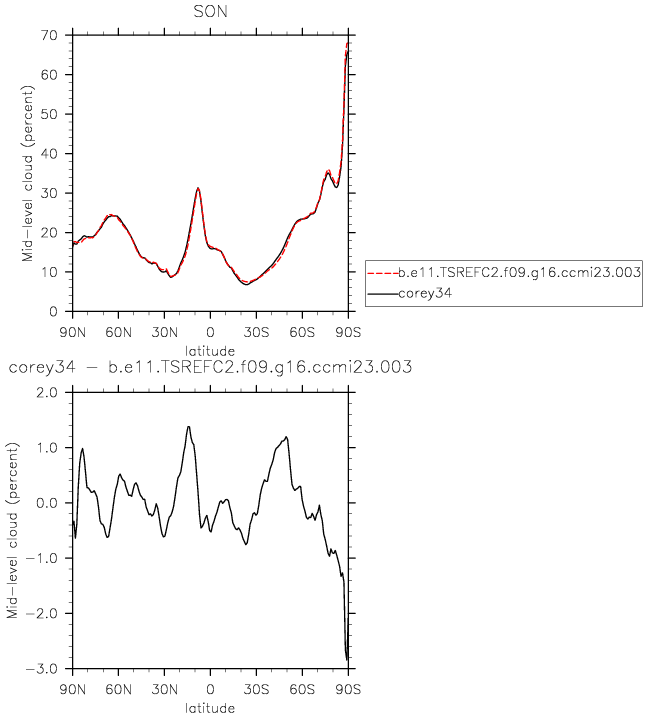 SON
Mid-level cloud (percent)
70
60
50
40
30
20
10
0
90N 60N 30N 0 30S 60S 90S
latitude
b.e11.TSREFC2.f09.g16.ccmi23.003
corey34
corey34 - b.e11.TSREFC2.f09.g16.ccmi23.003
Mid-level cloud (percent)
2.0
1.0
0.0
-1.0
-2.0
-3.0
90N 60N 30N 0 30S 60S 90S
latitude